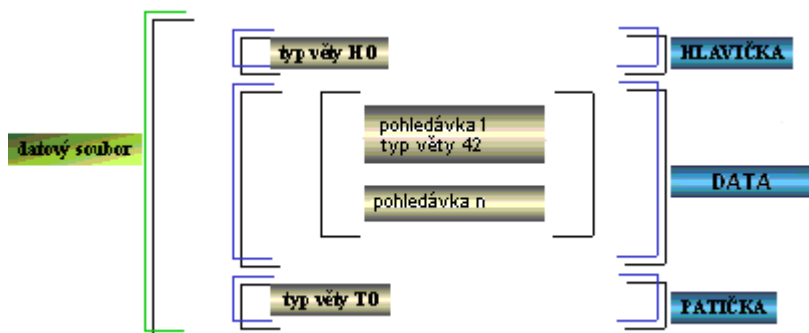 typ věty H0
HLAVIČKA
pohledávka 1
typ věty 42
datový soubor
DATA
pohledávka n
typ věty T0
PATIČKA